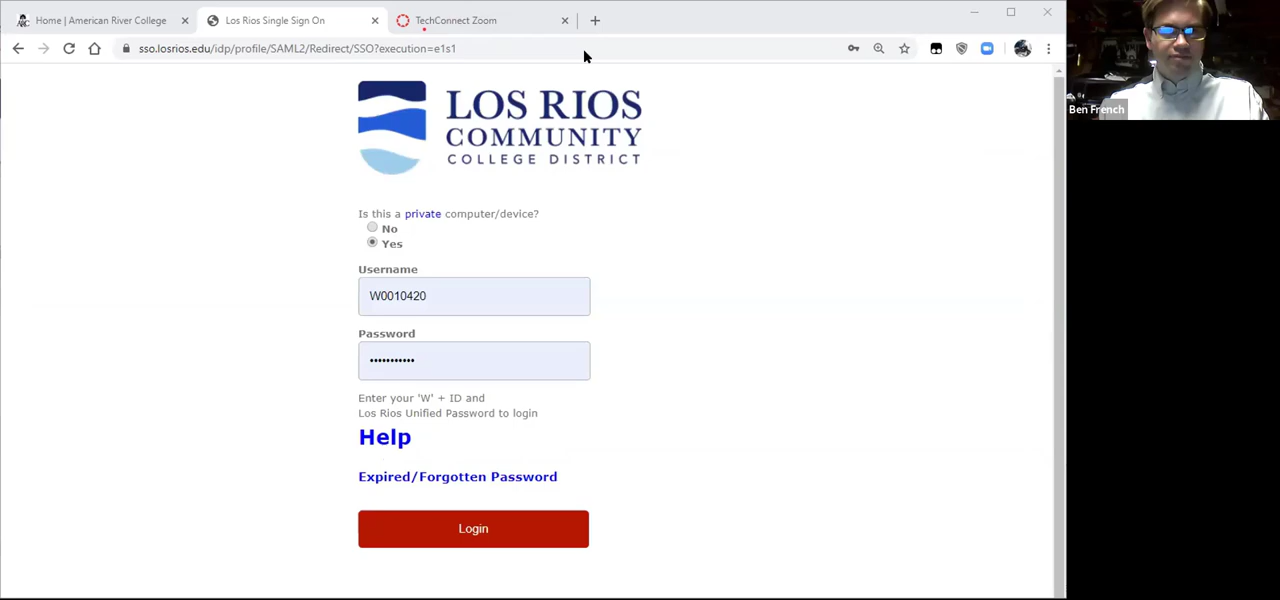 Home | American River College
Los Rios Single Sign On
TechConnect Zoom
sso.losrios.edu/idp/profile/SAML2/Redirect/SSO?execution=e1s1
Ben French
LOS RIOS
COMMUNITY
COLLEGE DISTRICT
Is this a private computer/device?
No
Yes
Username
W0010420
Password
•••••••••••
Enter your 'W' + ID and
Los Rios Unified Password to login
Help
Expired/Forgotten Password
Login